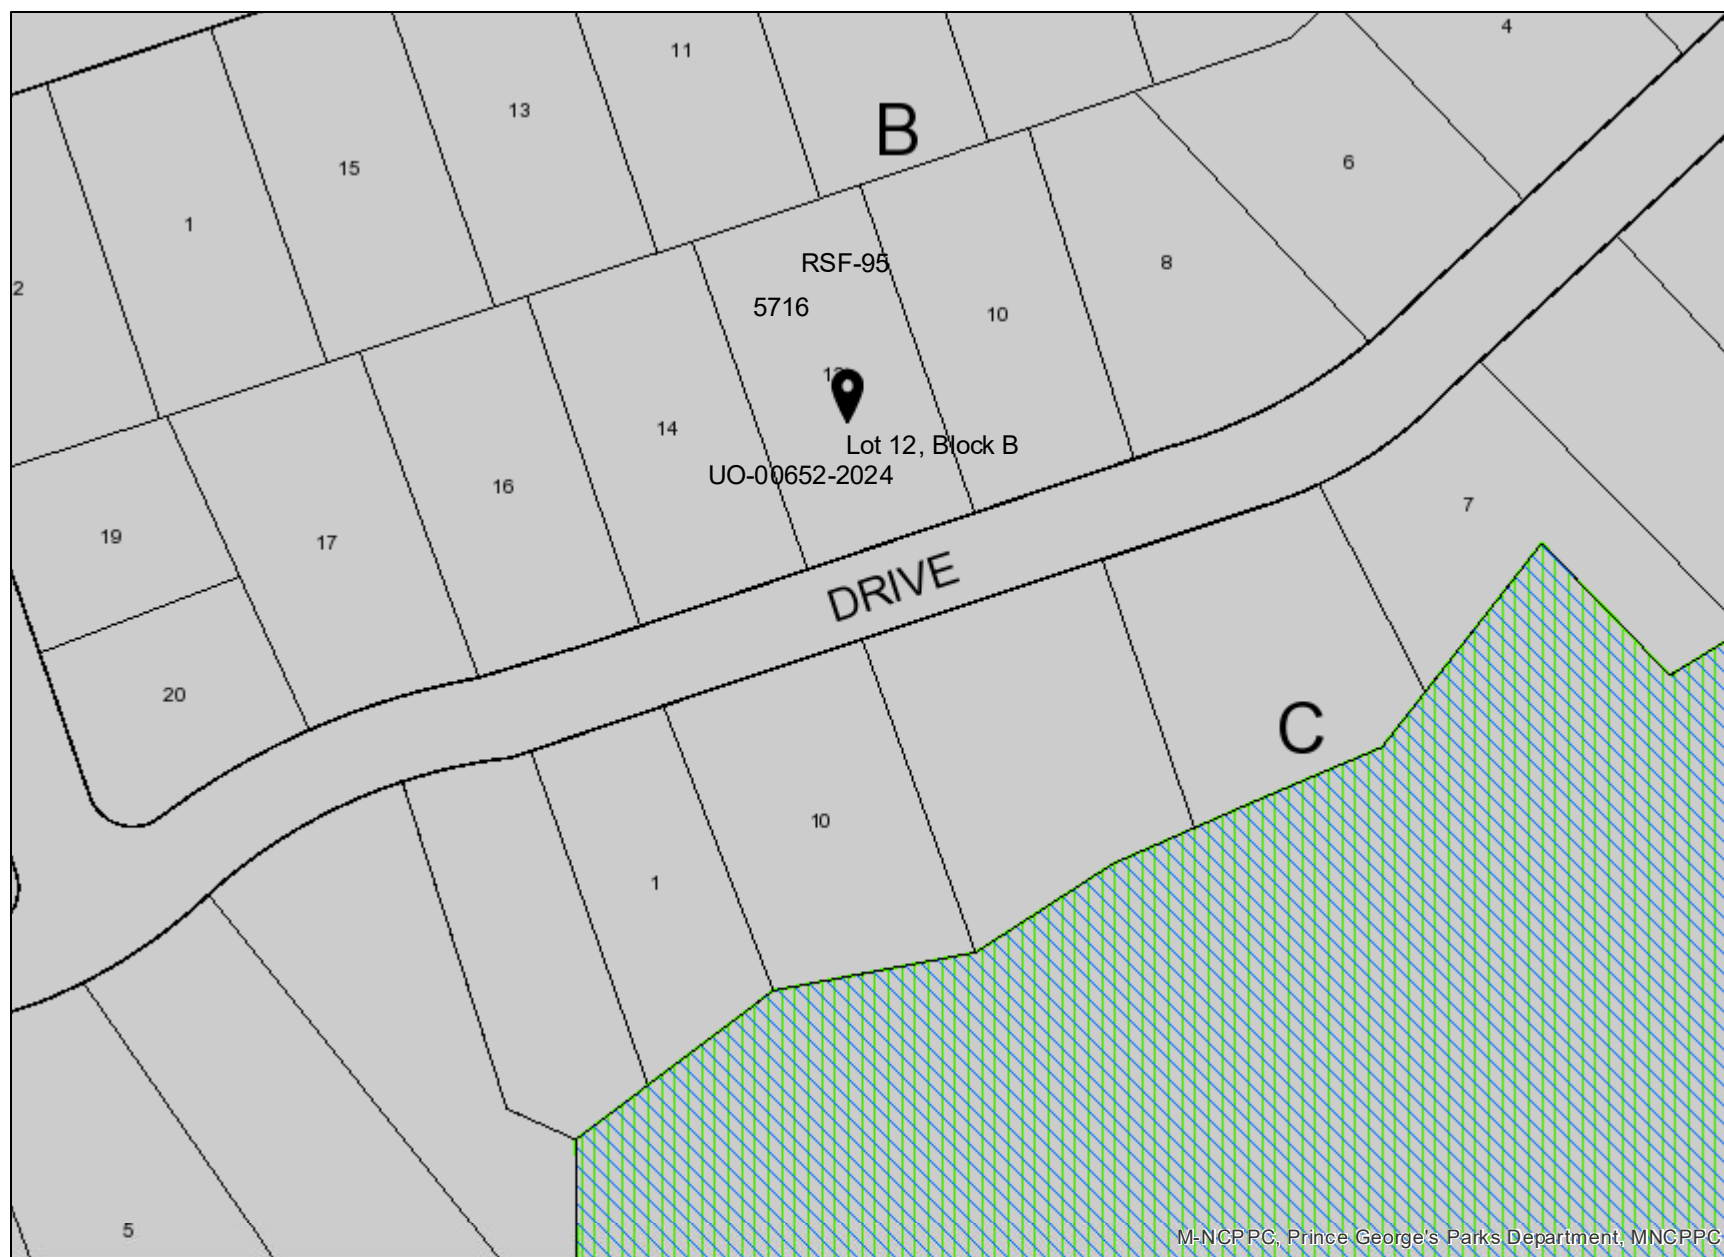 4
11
13
B
15
6
1
RSF-95
8
2
5716
10
12
14
Lot 12, Block B
UO-00652-2024
16
7
19
17
DRIVE
20
C
10
1
5
M-NCPPC, Prince George's Parks Department, MNCPPC